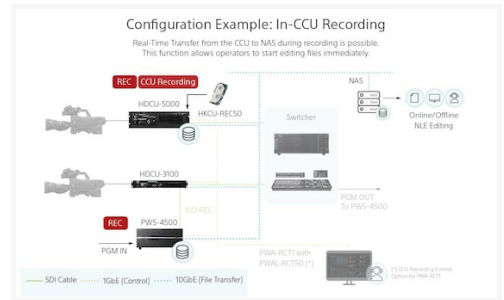 Configuration Example: In-CCU Recording
Real-Time Transfer from the CCU to NAS during recording is possible.
This function allows operators to start editing files immediately.
REC CCU Recording
HDCU-5000
HKCU-REC50
NAS
Online/Offline
NLE Editing
Switcher
HDCU-3100
ISO REC
REC
PWS-4500
PGM IN
PGM OUT
To PWS-4500
PWA-RCT1 with
PWAL-RCT50 (*)
(*) CCU Recording Control
Option for PWA-RCT1
SDI Cable
1GbE (Control)
10GbE (File Transfer)